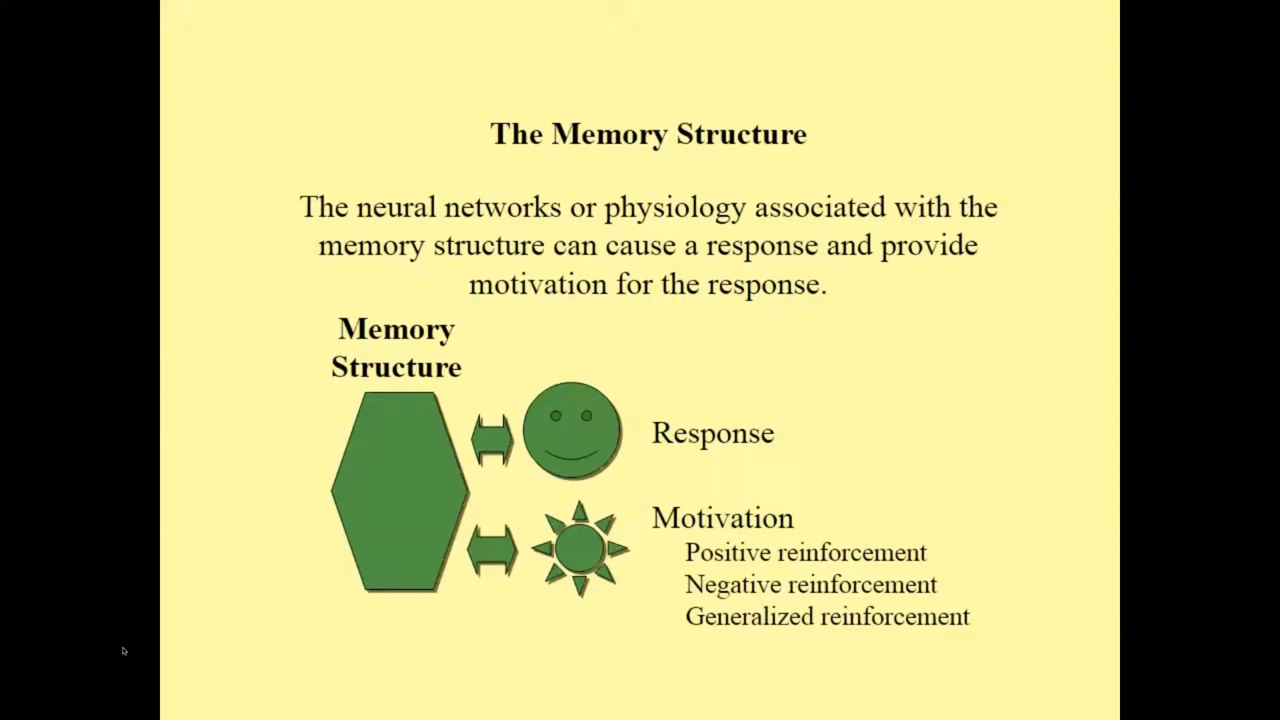 The Memory Structure
The neural networks or physiology associated with the
memory structure can cause a response and provide
motivation for the response.
Memory
Structure
Response
Motivation
Positive reinforcement
Negative reinforcement
Generalized reinforcement